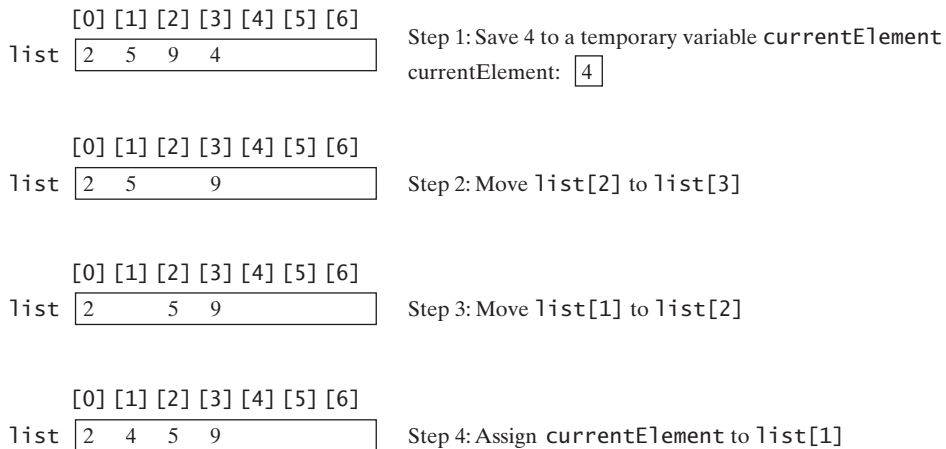 [0] [1] [2] [3] [4] [5] [6]
list 2 5 9 4
Step 1: Save 4 to a temporary variable currentElement
currentElement: 4
[0] [1] [2] [3] [4] [5] [6]
list 2 5 9
Step 2: Move list[2] to list[3]
[0] [1] [2] [3] [4] [5] [6]
list 2 5 9
Step 3: Move list[1] to list[2]
[0] [1] [2] [3] [4] [5] [6]
list 2 4 5 9
Step 4: Assign currentElement to list[1]